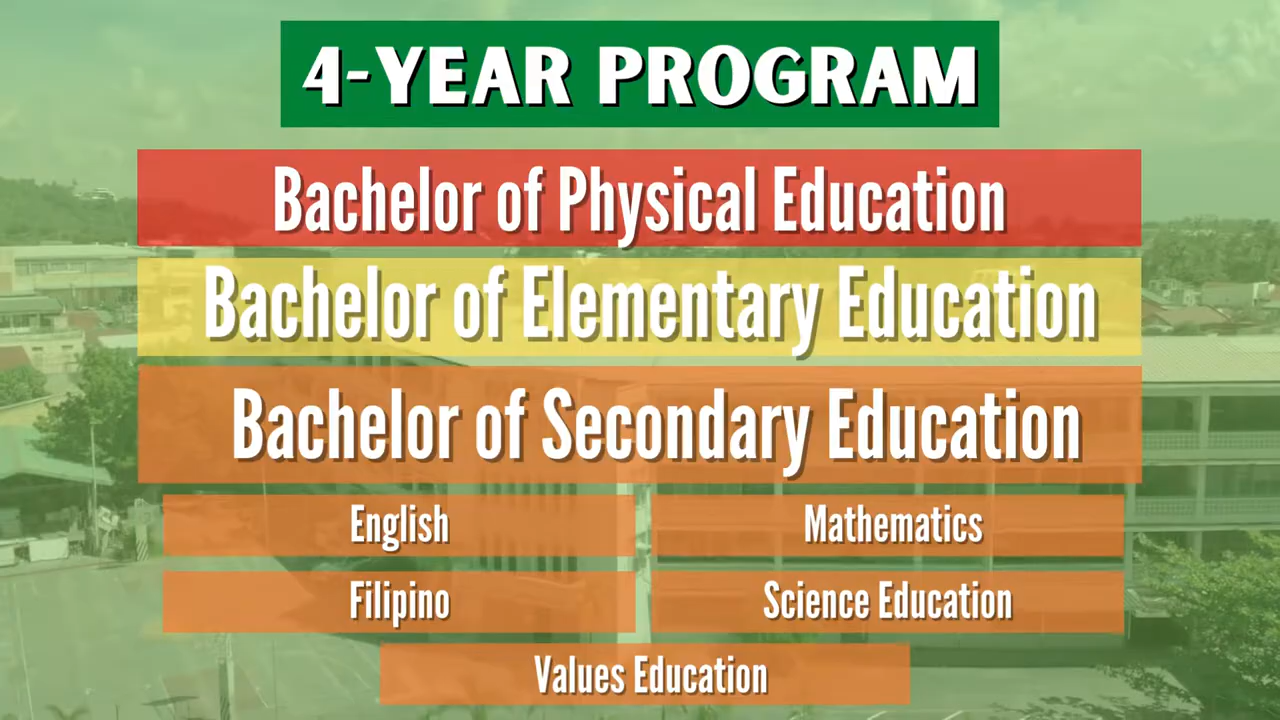 4-YEAR PROGRAM
Bachelor of Physical Education
Bachelor of Elementary Education
Bachelor of Secondary Education
English
Mathematics
Filipino
Science Education
Values Education